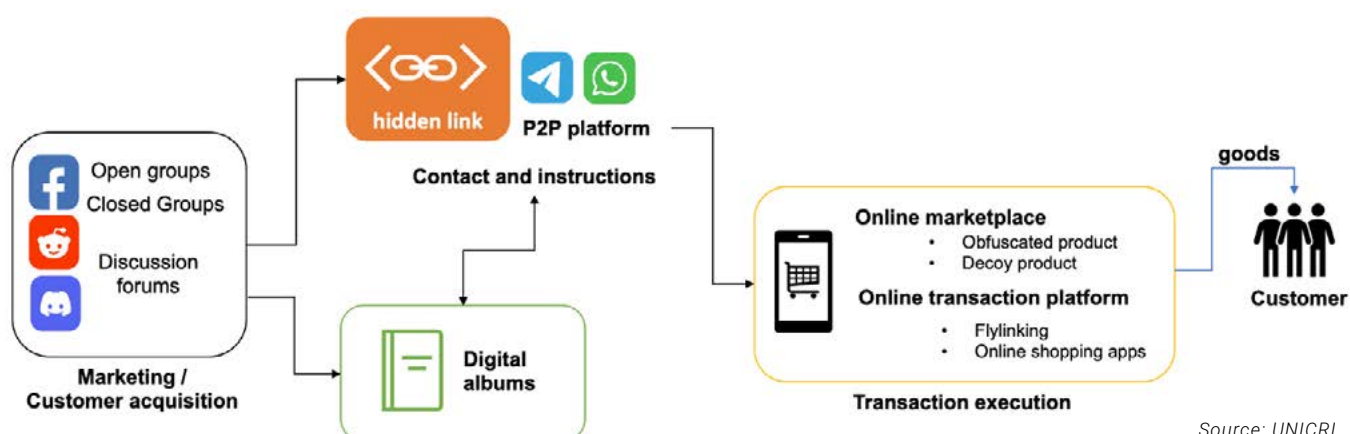 Open groups
Closed Groups
Discussion
forums
Marketing /
Customer acquisition
hidden link
P2P platform
Contact and instructions
Digital
albums
Online marketplace
• Obfuscated product
• Decoy product
Online transaction platform
• Flylinking
• Online shopping apps
Transaction execution
goods
Customer
Source: UNICRI